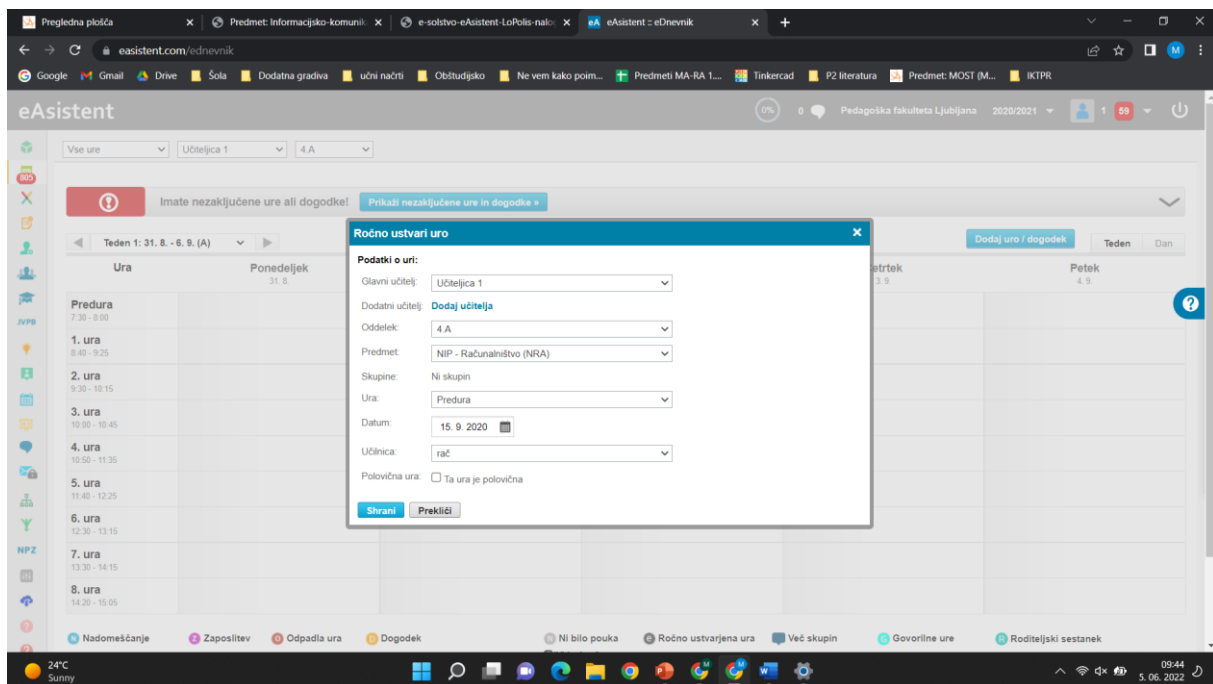 Pregledna plošča
Predmet: Informacijsko-komunik
e-solstvo-eAsistent-LoPolis-nalog
eA eAsistent :: eDnevnik
easistent.com/ednevnik
Google Gmail Drive Šola Dodatna gradiva učni načrti Obštudijsko Ne vem kako poim... Predmeti MA-RA 1.... Tinkercad P2 literatura Predmet: MOST (M... IKTPR
eAsistent
0% 0 Pedagoška fakulteta Ljubljana 2020/2021 1 59
Vse ure Učiteljica 1 4.A
805
Imate nezaključene ure ali dogodke! Prikaži nezaključene ure in dogodke »
Teden 1: 31. 8. - 6. 9. (A) Dodaj uro / dogodek Teden Dan
Ura Ponedeljek etrtek Petek
31. 8. 3. 9. 4. 9.
Predura
7:30 - 8:00
1. ura
8:40 - 9:25
2. ura
9:30 - 10:15
3. ura
10:00 - 10:45
4. ura
10:50 - 11:35
5. ura
11:40 - 12:25
6. ura
12:30 - 13:15
7. ura
13:30 - 14:15
8. ura
14:20 - 15:05
JVPB
NPZ
Ročno ustvari uro
Podatki o uri:
Glavni učitelj: Učiteljica 1
Dodatni učitelj: Dodaj učitelja
Oddelek: 4.A
Predmet: NIP - Računalništvo (NRA)
Skupine: Ni skupin
Ura: Predura
Datum: 15. 9. 2020
Učilnica: rač
Polovična ura: Ta ura je polovična
Shrani Prekliči
N Nadomeščanje Z Zaposlitev O Odpadla ura D Dogodek N Ni bilo pouka Ročno ustvarjena ura Več skupin G Govorilne ure R Roditeljski sestanek
24°C
Sunny
09:44
5. 06. 2022